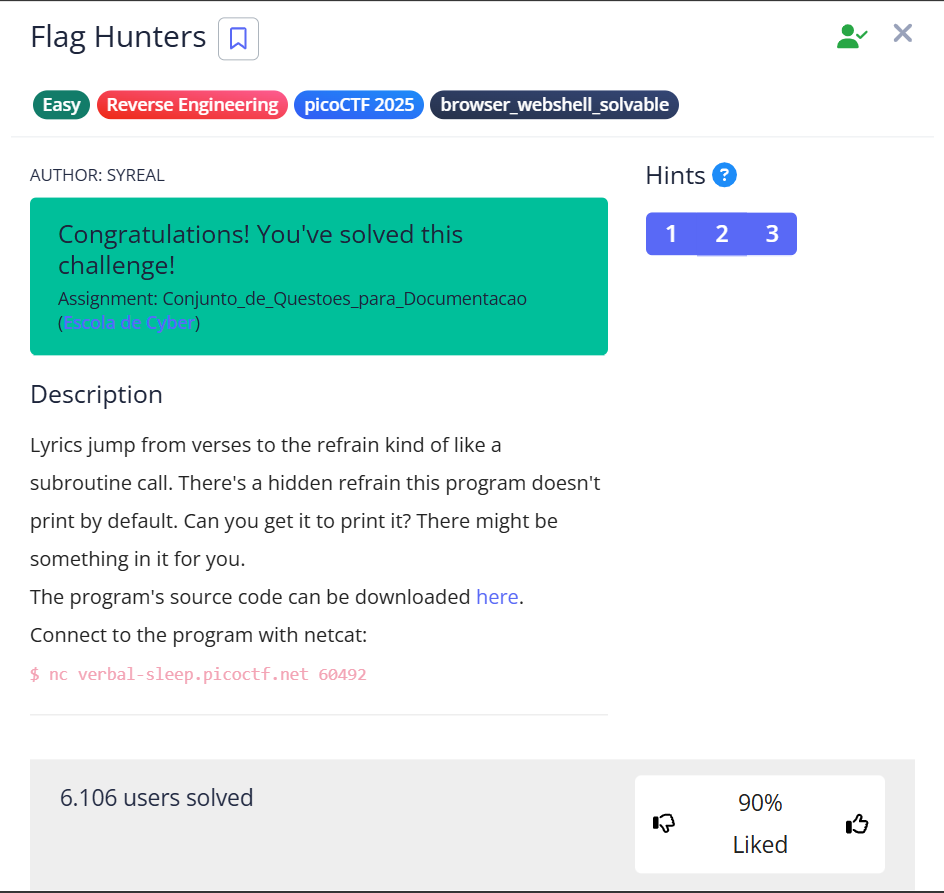 Flag Hunters
Easy Reverse Engineering picoCTF 2025 browser_webshell_solvable
AUTHOR: SYREAL
Congratulations! You've solved this
challenge!
Assignment: Conjunto_de_Questoes_para_Documentacao
(Escola de Cyber)
Hints ?
1 2 3
Description
Lyrics jump from verses to the refrain kind of like a
subroutine call. There's a hidden refrain this program doesn't
print by default. Can you get it to print it? There might be
something in it for you.
The program's source code can be downloaded here.
Connect to the program with netcat:
$ nc verbal-sleep.picoctf.net 60492
6.106 users solved
90%
Liked